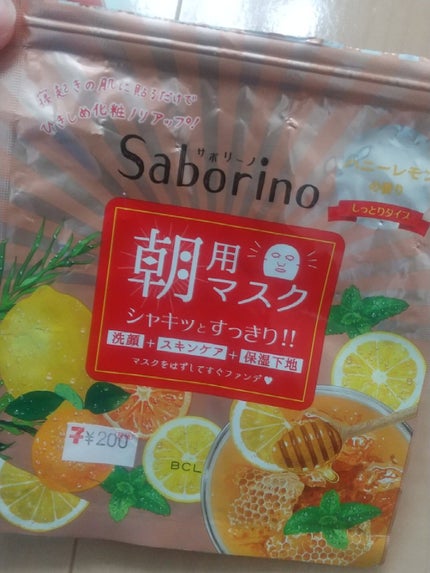 寝起きの肌に貼るだけで
ひきしめ化粧ノリアップ!
サボリーノ
Saborino
ハニーレモン
の香り
しっとりタイプ
朝用
マスク
シャキッとすっきり!!
洗顔+スキンケア+保湿下地
マスクをはずしてすぐファンデ♥
7 ¥200
BCL